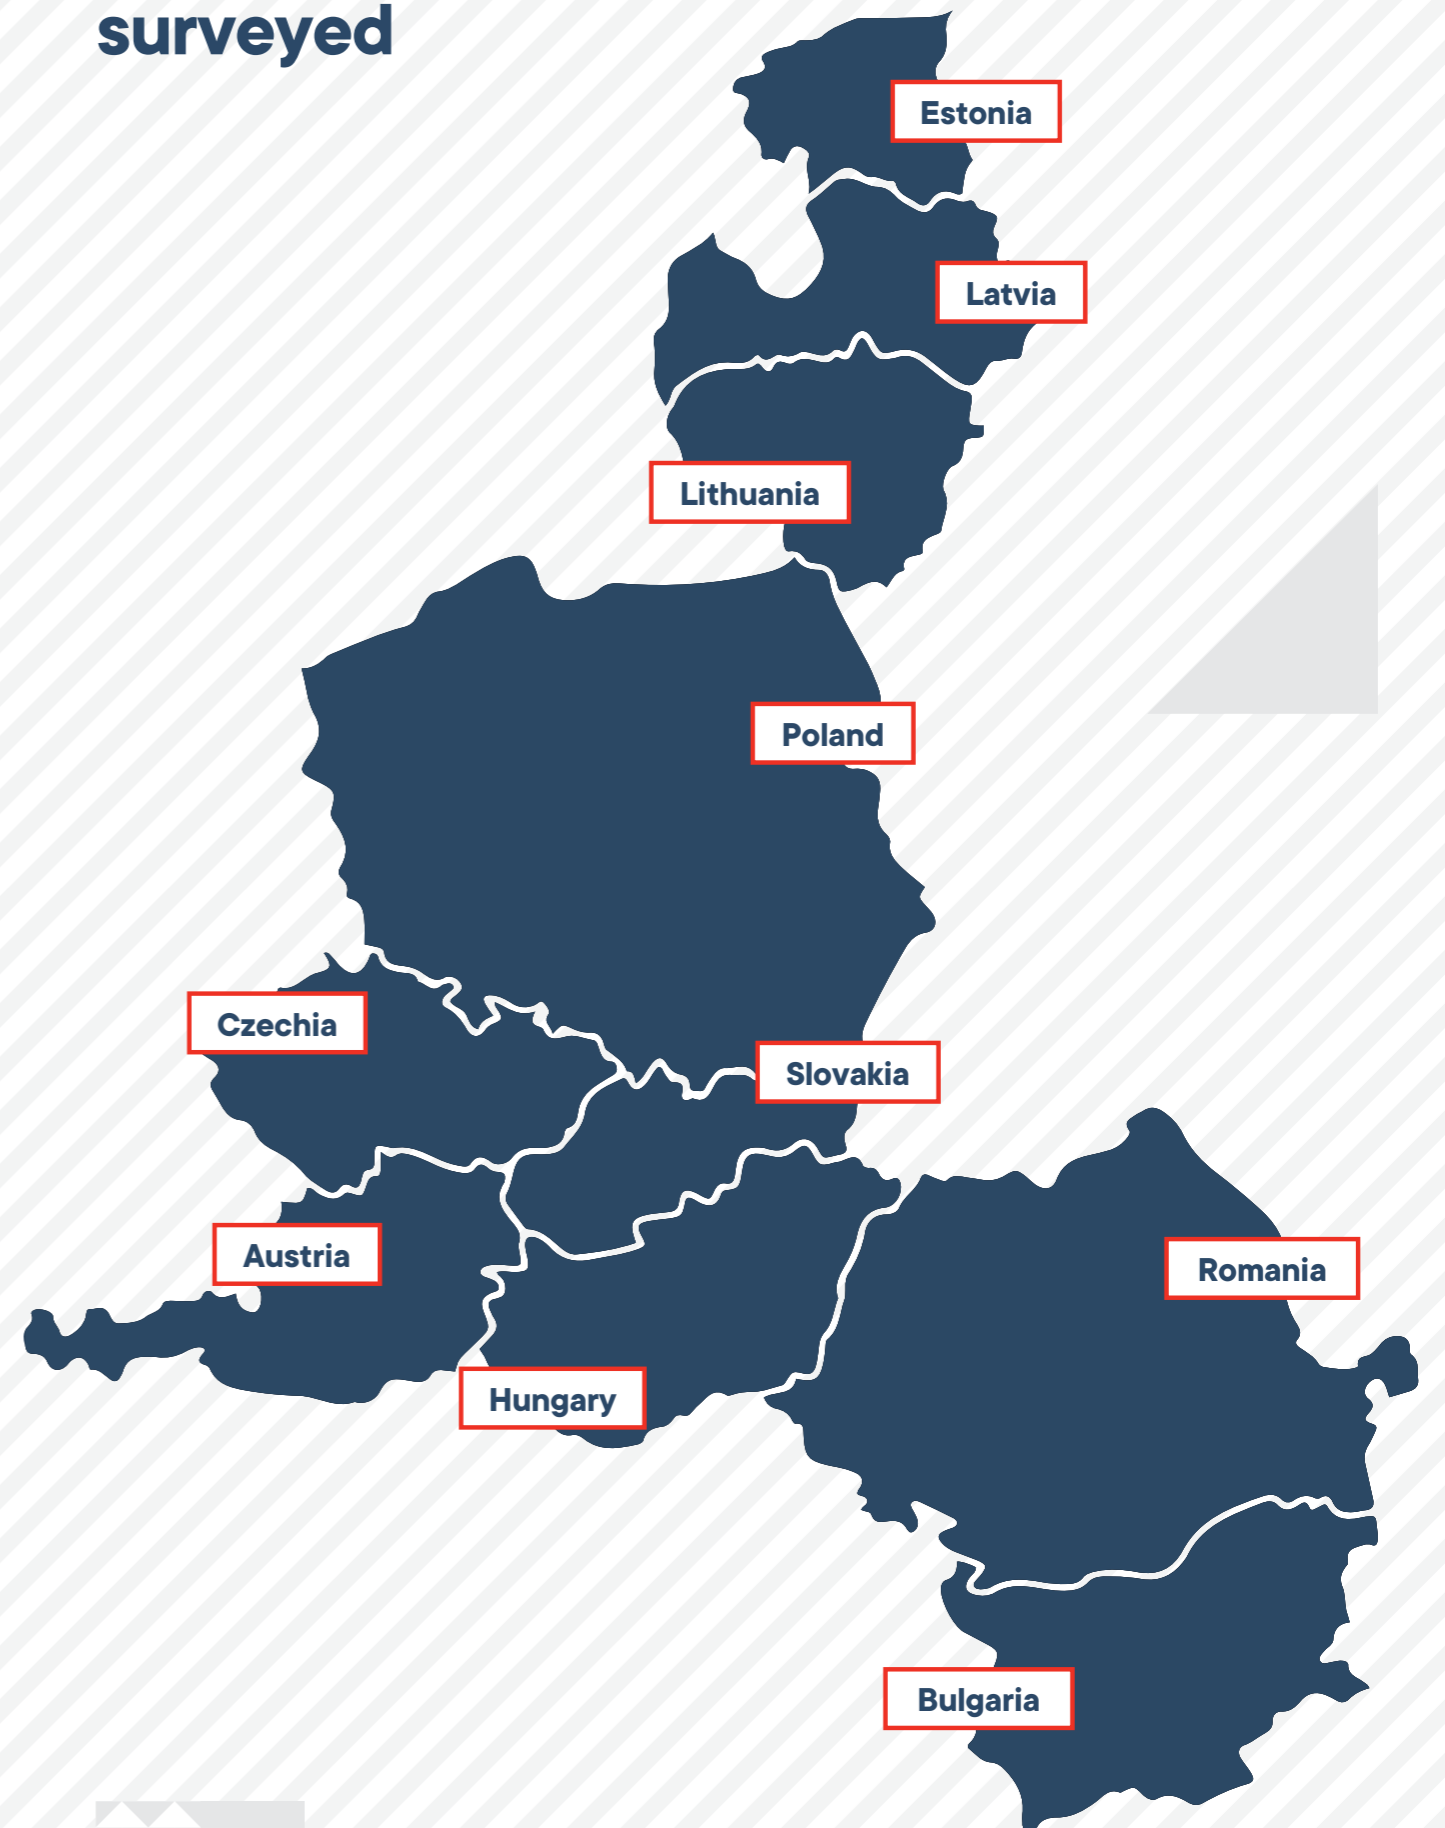 surveyed
Estonia
Latvia
Lithuania
Poland
Czechia
Slovakia
Austria
Romania
Hungary
Bulgaria